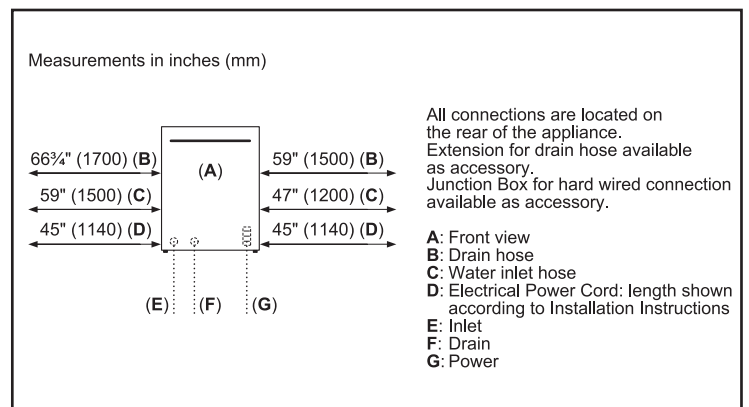 Measurements in inches (mm)
66¾" (1700) (B)
59" (1500) (C)
45" (1140) (D)
(A)
59" (1500) (B)
47" (1200) (C)
45" (1140) (D)
(E)
(F)
(G)
All connections are located on
the rear of the appliance.
Extension for drain hose available
as accessory.
Junction Box for hard wired connection
available as accessory.
A: Front view
B: Drain hose
C: Water inlet hose
D: Electrical Power Cord: length shown
according to Installation Instructions
E: Inlet
F: Drain
G: Power